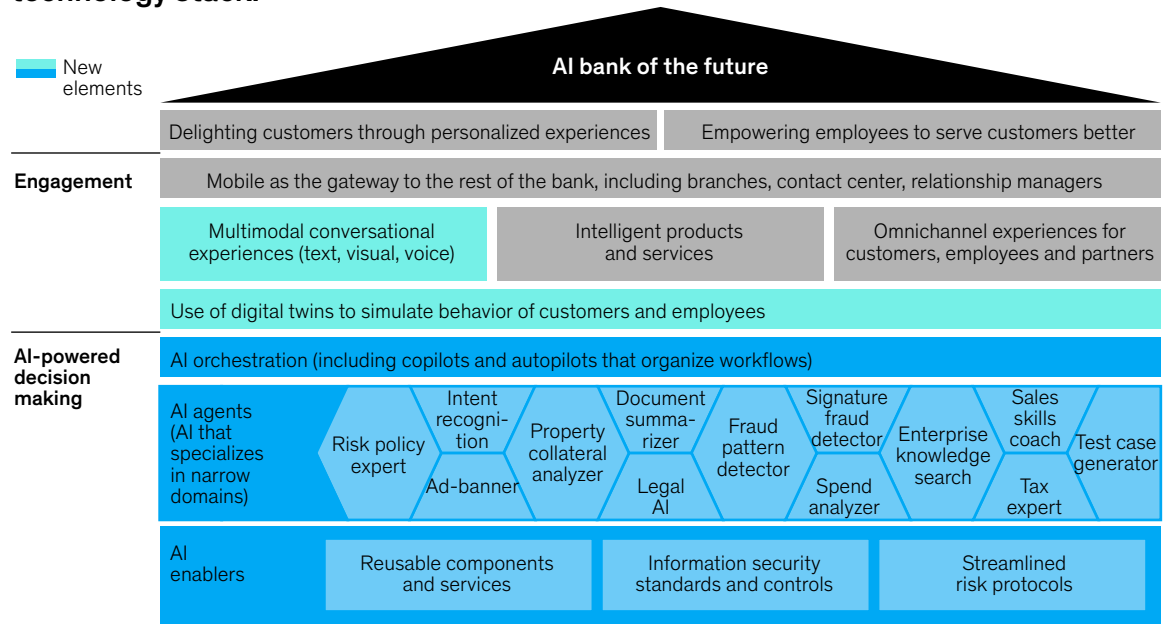 technology stack.
New
elements
AI bank of the future
Delighting customers through personalized experiences
Empowering employees to serve customers better
Engagement
Mobile as the gateway to the rest of the bank, including branches, contact center, relationship managers
Multimodal conversational
experiences (text, visual, voice)
Intelligent products
and services
Omnichannel experiences for
customers, employees and partners
Use of digital twins to simulate behavior of customers and employees
AI-powered
decision
making
AI orchestration (including copilots and autopilots that organize workflows)
AI agents
(AI that
specializes
in narrow
domains)
Risk policy
expert
Intent
recogni-
tion
Ad-banner
Property
collateral
analyzer
Document
summa-
rizer
Legal
AI
Fraud
pattern
detector
Signature
fraud
detector
Spend
analyzer
Enterprise
knowledge
search
Sales
skills
coach
Tax
expert
Test case
generator
AI
enablers
Reusable components
and services
Information security
standards and controls
Streamlined
risk protocols